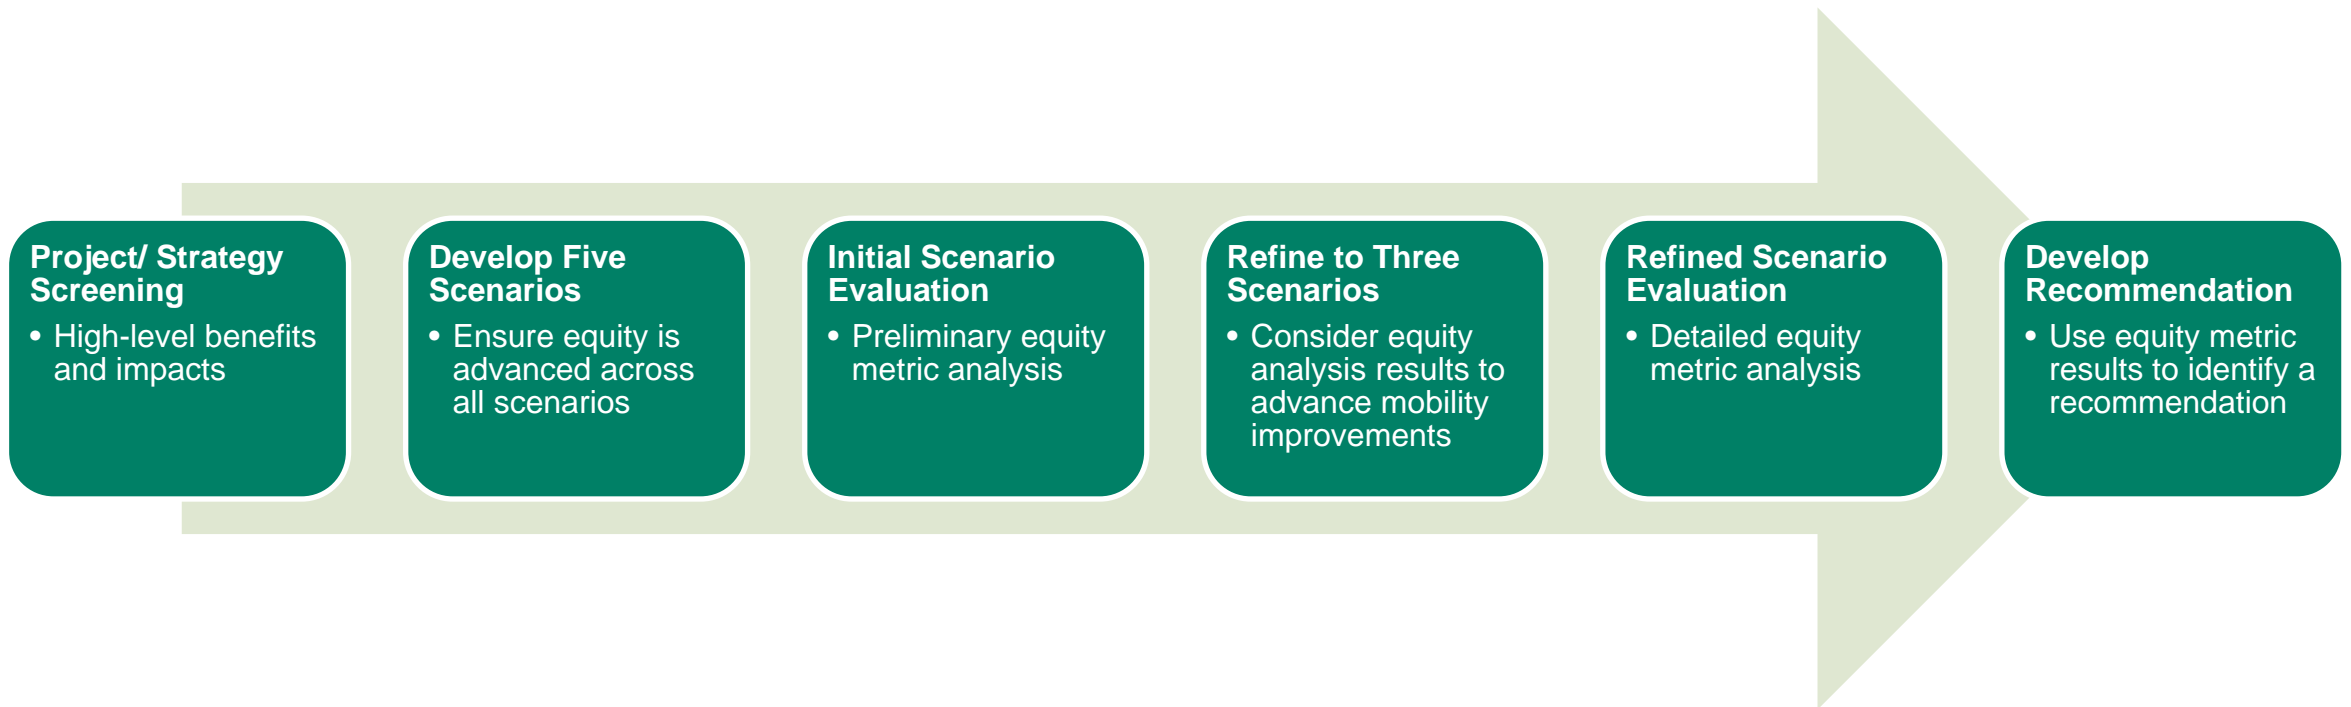 Project/ Strategy
Screening
• High-level benefits
and impacts
Develop Five
Scenarios
• Ensure equity is
advanced across
all scenarios
Initial Scenario
Evaluation
• Preliminary equity
metric analysis
Refine to Three
Scenarios
• Consider equity
analysis results to
advance mobility
improvements
Refined Scenario
Evaluation
• Detailed equity
metric analysis
Develop
Recommendation
• Use equity metric
results to identify a
recommendation